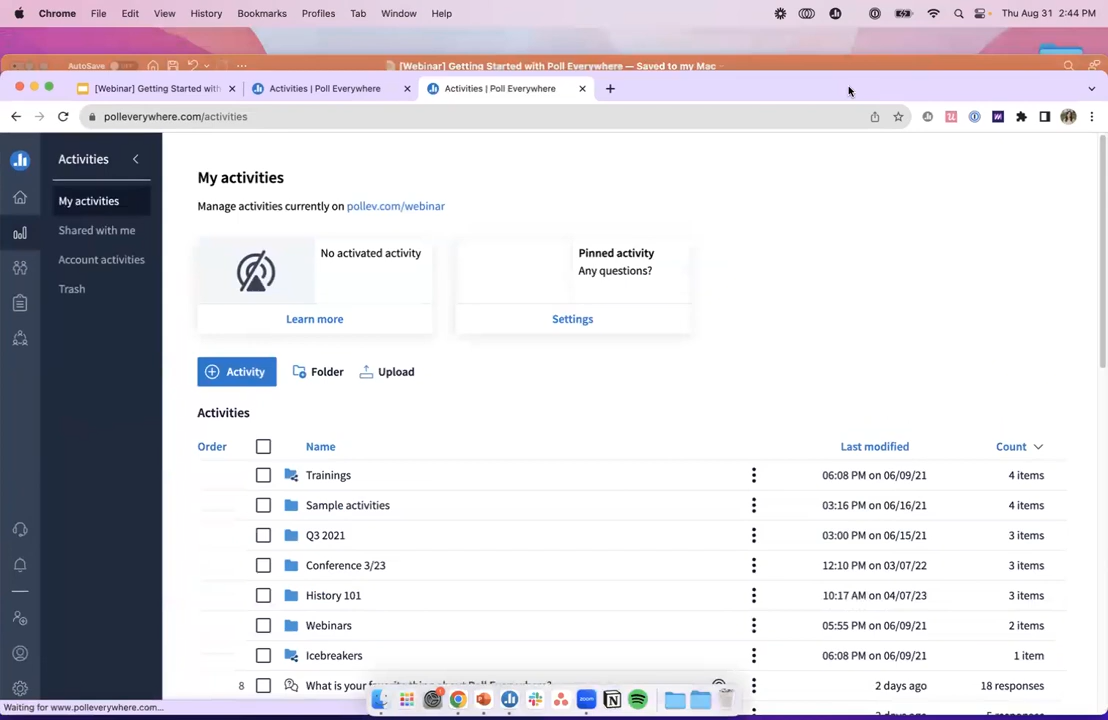 Chrome File Edit View History Bookmarks Profiles Tab Window Help Thu Aug 31 2:44 PM
AutoSave [Webinar] Getting Started with Poll Everywhere — Saved to my Mac
[Webinar] Getting Started with Activities | Poll Everywhere Activities | Poll Everywhere
polleverywhere.com/activities
Activities
My activities
Shared with me
Account activities
Trash
My activities
Manage activities currently on pollev.com/webinar
No activated activity
Learn more
Pinned activity
Any questions?
Settings
Activity Folder Upload
Activities
Order Name Last modified Count
Trainings 06:08 PM on 06/09/21 4 items
Sample activities 03:16 PM on 06/16/21 4 items
Q3 2021 03:00 PM on 06/15/21 3 items
Conference 3/23 12:10 PM on 03/07/22 3 items
History 101 10:17 AM on 04/07/23 3 items
Webinars 05:55 PM on 06/09/21 2 items
Icebreakers 06:08 PM on 06/09/21 1 item
8 What is your favorite thing about Poll Everywhere? 2 days ago 18 responses
zoom
Waiting for www.polleverywhere.com...